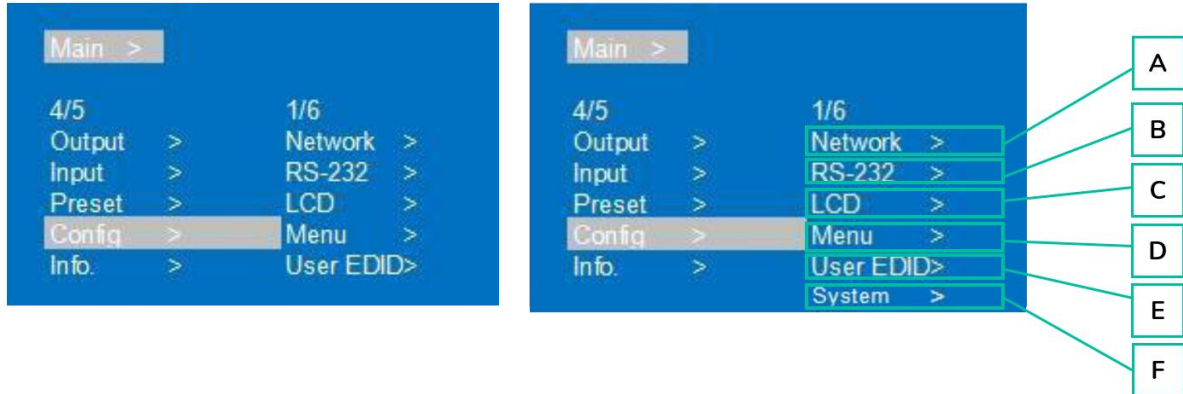 Main >
4/5 1/6
Output > Network >
Input > RS-232 >
Preset > LCD >
Config > Menu >
Info. > User EDID>
Main >
4/5 1/6
Output > Network >
Input > RS-232 >
Preset > LCD >
Config > Menu >
Info. > User EDID>
System >
A
B
C
D
E
F